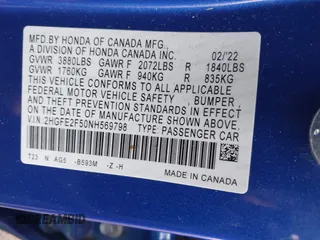 MFD.BY HONDA OF CANADA MFG.,
A DIVISION OF HONDA CANADA INC. 02/'22
GVWR 3880LBS GAWR F 2072LBS R 1840LBS
GVWR 1760KG GAWR F 940KG R 835KG
THIS VEHICLE CONFORMS TO ALL APPLICABLE
FEDERAL MOTOR VEHICLE SAFETY, BUMPER,
AND THEFT PREVENTION STANDARDS IN EFFECT
ON THE DATE OF MANUFACTURE SHOWN ABOVE.
V.I.N. 2HGFE2F50NH569798 TYPE PASSENGER CAR
T23 N AG5 -B593M -Z -H
MADE IN CANADA